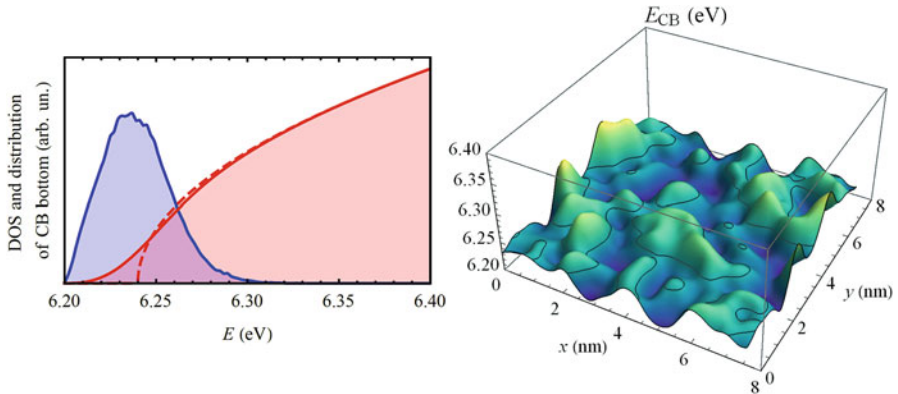 DOS and distribution
of CB bottom (arb. un.)
6.20 6.25 6.30 6.35 6.40
E (eV)
E_CB (eV)
6.40
6.35
6.30
6.25
6.20
0 2 4 6 8
x (nm)
0 2 4 6 8
y (nm)